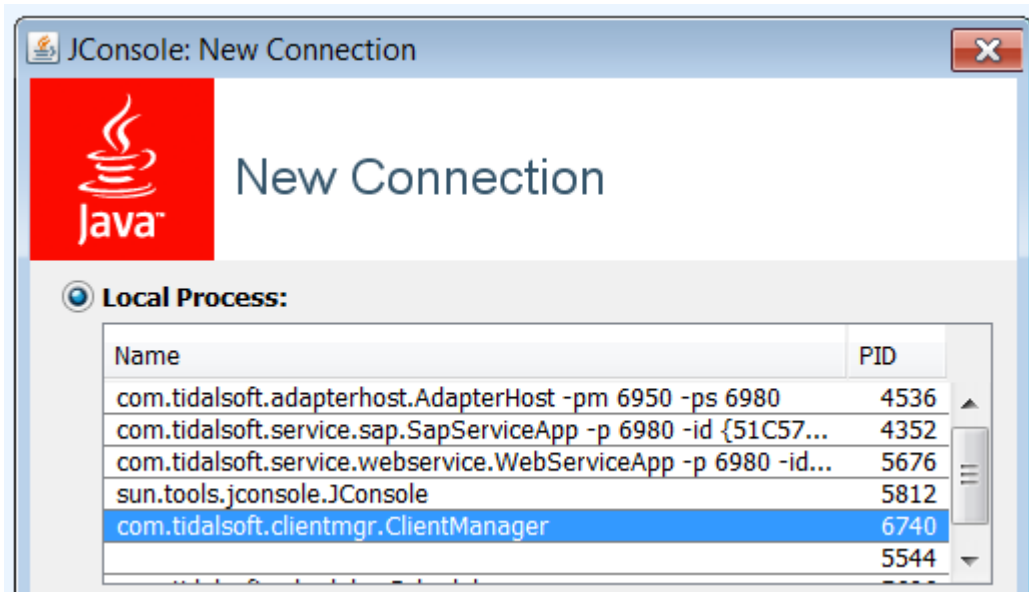 JConsole: New Connection
Java™
New Connection
Local Process:
Name PID
com.tidalsoft.adapterhost.AdapterHost -pm 6950 -ps 6980 4536
com.tidalsoft.service.sap.SapServiceApp -p 6980 -id {51C57... 4352
com.tidalsoft.service.webservice.WebServiceApp -p 6980 -id... 5676
sun.tools.jconsole.JConsole 5812
com.tidalsoft.clientmgr.ClientManager 6740
5544